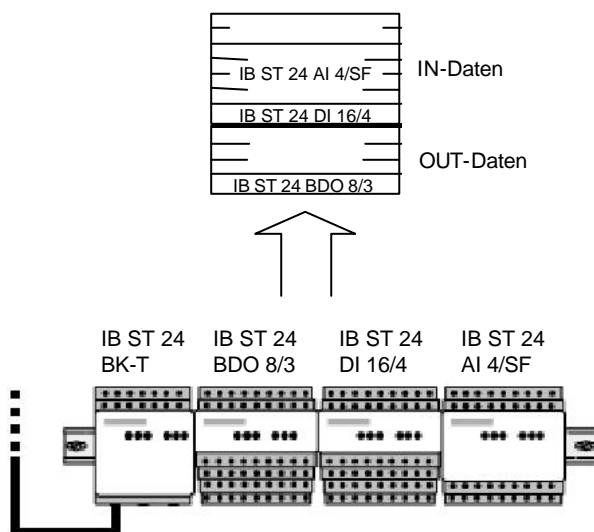 IB ST 24 AI 4/SF
IN-Daten
IB ST 24 DI 16/4
OUT-Daten
IB ST 24 BDO 8/3
IB ST 24
BK-T
IB ST 24
BDO 8/3
IB ST 24
DI 16/4
IB ST 24
AI 4/SF